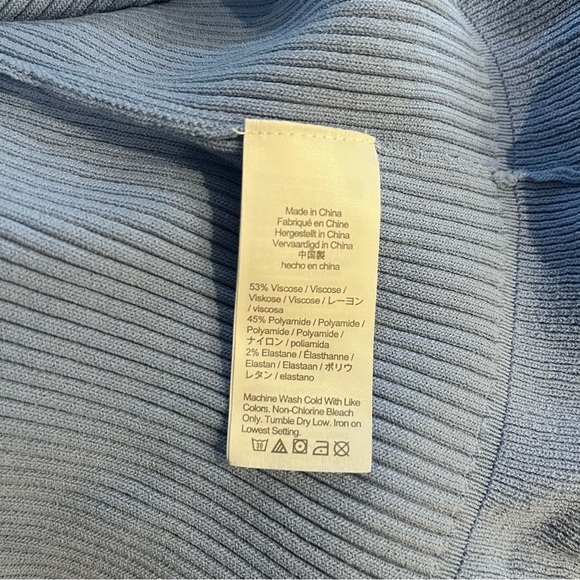 Made in China
Fabriqué en Chine
Hergestellt in China
Vervaardigd in China
中国製
hecho en china
53% Viscose / Viscose /
Viskose / Viscose / レーヨン
/ viscosa
45% Polyamide / Polyamide /
Polyamide / Polyamide /
ナイロン / poliamida
2% Elastane / Élasthanne /
Elastan / Elastaan / ポリウ
レタン / elastano
Machine Wash Cold With Like
Colors. Non-Chlorine Bleach
Only. Tumble Dry Low. Iron on
Lowest Setting.
30